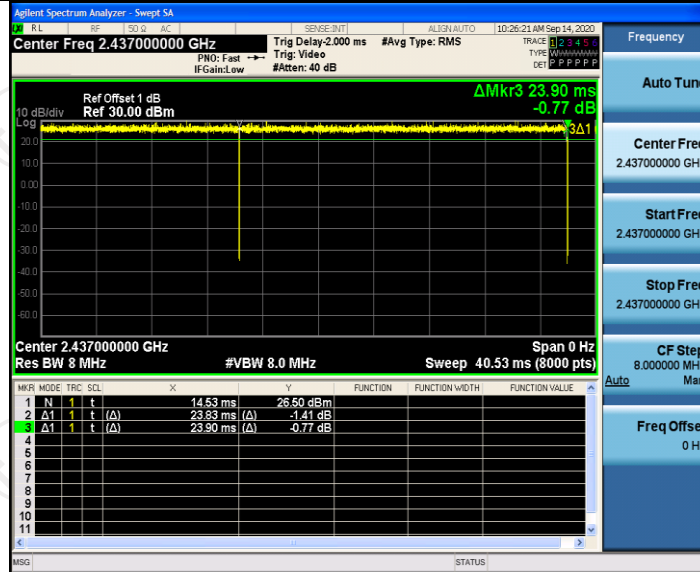 Agilent Spectrum Analyzer - Swept SA
RL RF 50 Ω AC SENSE:INT ALIGN AUTO 10:26:21 AM Sep 14, 2020
Center Freq 2.437000000 GHz
PNO: Fast
IFGain:Low
Trig Delay-2.000 ms
Trig: Video
#Atten: 40 dB
#Avg Type: RMS
TRACE 1 2 3 4 5 6
TYPE
DET P P P P P P
ΔMkr3 23.90 ms
-0.77 dB
Ref Offset 1 dB
10 dB/div Ref 30.00 dBm
Log
3Δ1
20.0
10.0
0.00
-10.0
-20.0
-30.0
-40.0
-50.0
-60.0
Center 2.437000000 GHz Span 0 Hz
Res BW 8 MHz #VBW 8.0 MHz Sweep 40.53 ms (8000 pts)
MKR MODE TRC SCL X Y FUNCTION FUNCTION WIDTH FUNCTION VALUE
1 N 1 t 14.53 ms 26.50 dBm
2 Δ1 1 t (Δ) 23.83 ms (Δ) -1.41 dB
3 Δ1 1 t (Δ) 23.90 ms (Δ) -0.77 dB
4
5
6
7
8
9
10
11
MSG STATUS
Frequency
Auto Tun
Center Fre
2.437000000 GH
Start Fre
2.437000000 GH
Stop Fre
2.437000000 GH
CF Step
8.000000 MH
Auto Ma
Freq Offse
0 H